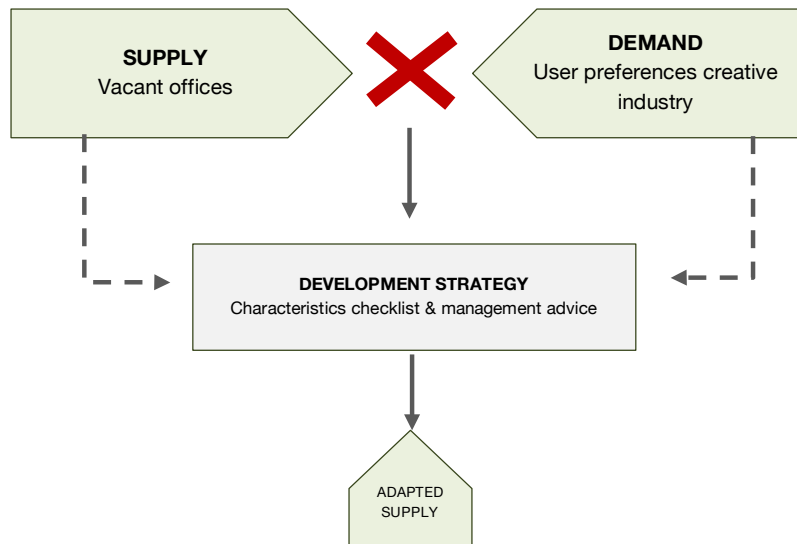 SUPPLY
Vacant offices
DEMAND
User preferences creative
industry
DEVELOPMENT STRATEGY
Characteristics checklist & management advice
ADAPTED
SUPPLY